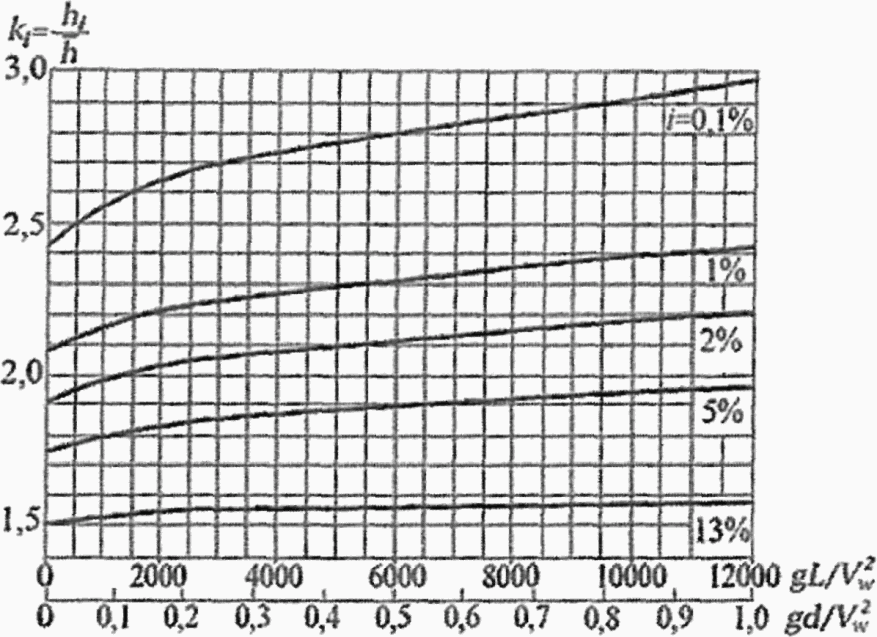 k_i = h_i / h̄
3,0
i=0,1%
2,5
1%
2%
2,0
5%
1,5
13%
0 2000 4000 6000 8000 10000 12000 gL/V_w^2
0 0,1 0,2 0,3 0,4 0,5 0,6 0,7 0,8 0,9 1,0 gd/V_w^2